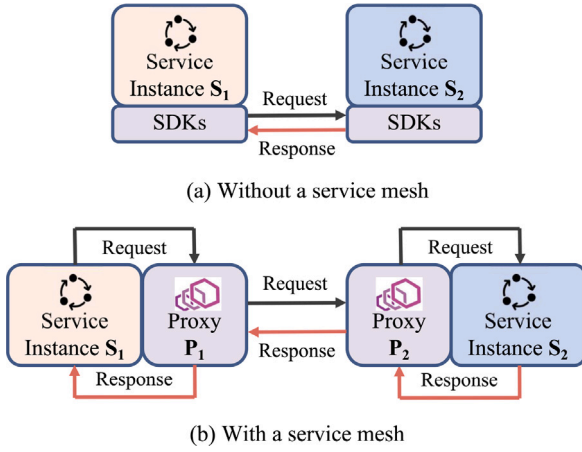 Service
Instance S₁
SDKs
Request
Response
Service
Instance S₂
SDKs
(a) Without a service mesh
Request
Service
Instance S₁
Proxy
P₁
Response
Request
Response
Request
Proxy
P₂
Service
Instance S₂
Response
(b) With a service mesh